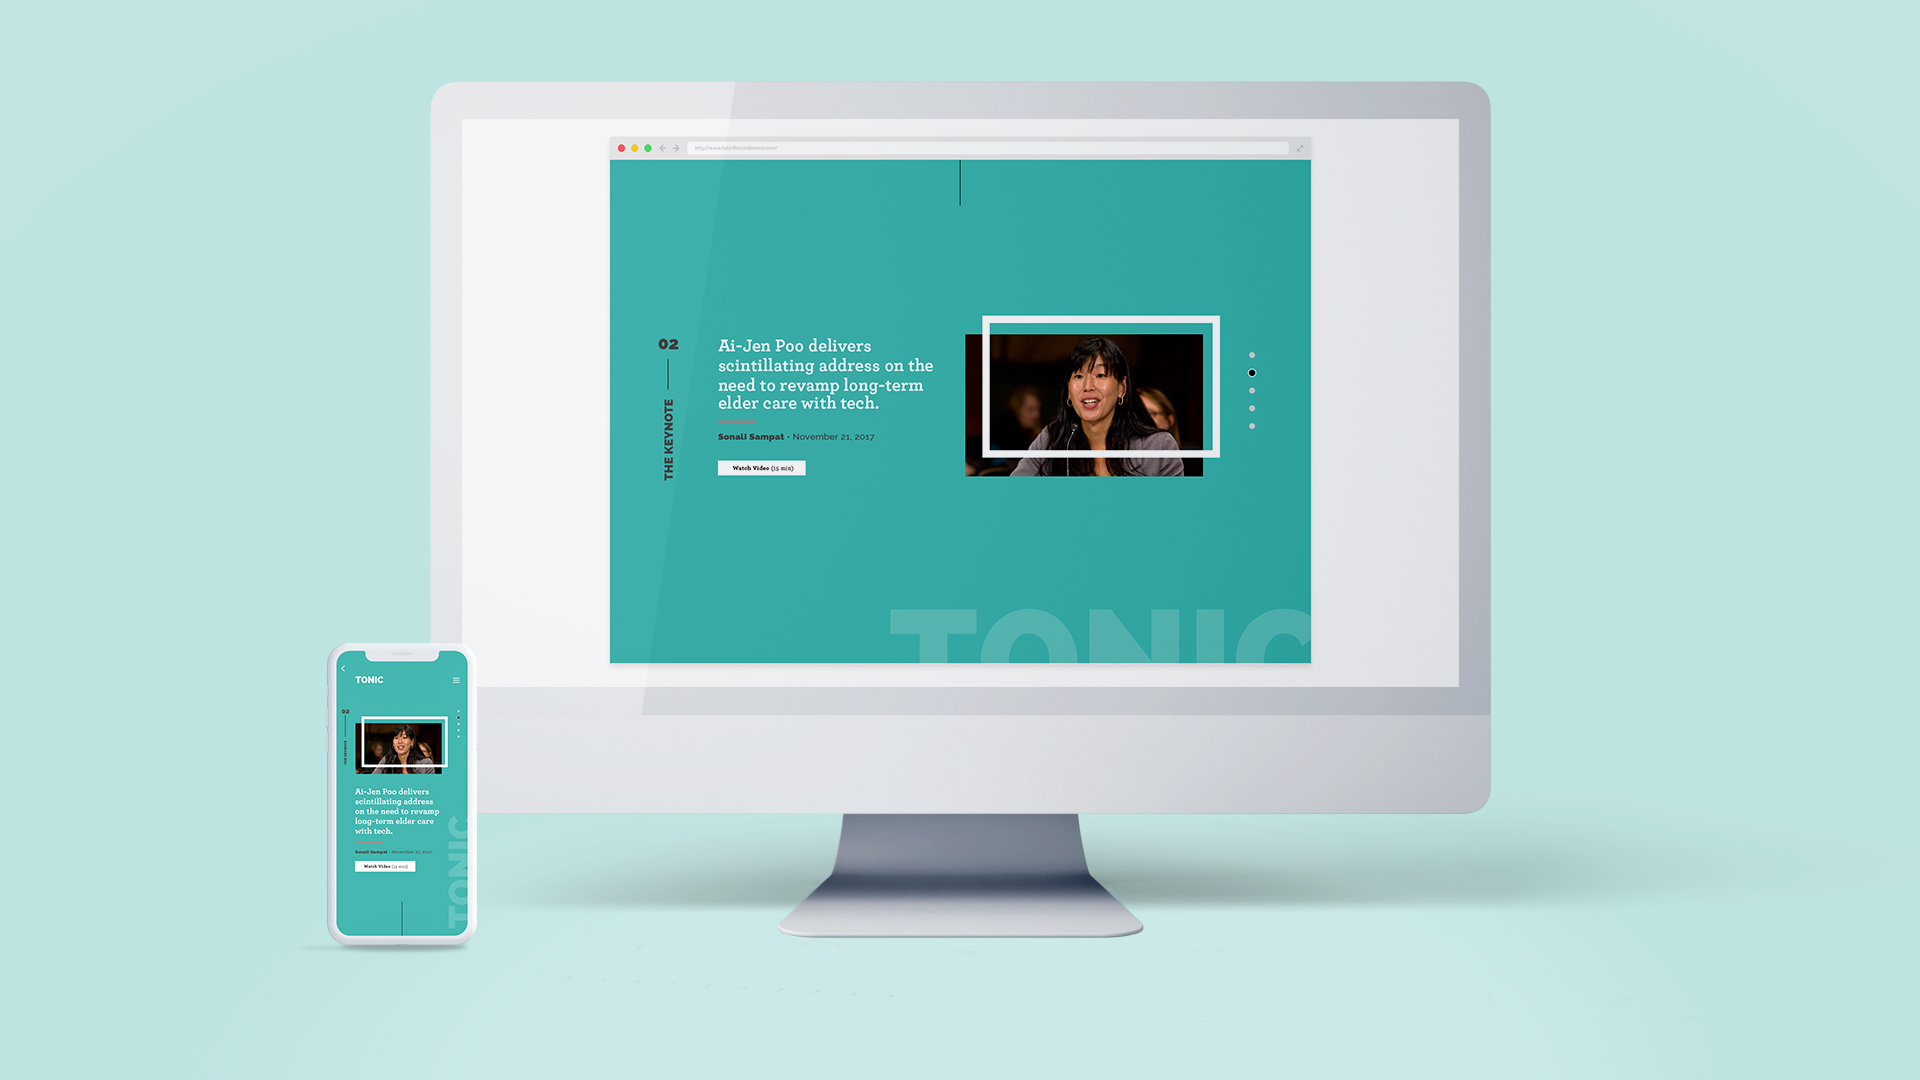 http://www.tonictheconference.com/
02
THE KEYNOTE
Ai-Jen Poo delivers
scintillating address on the
need to revamp long-term
elder care with tech.
Sonali Sampat • November 21, 2017
Watch Video (15 min)
TONIC
TONIC
02
THE KEYNOTE
Ai-Jen Poo delivers
scintillating address
on the need to revamp
long-term elder care
with tech.
Sonali Sampat • November 21, 2017
Watch Video (15 min)
TONIC